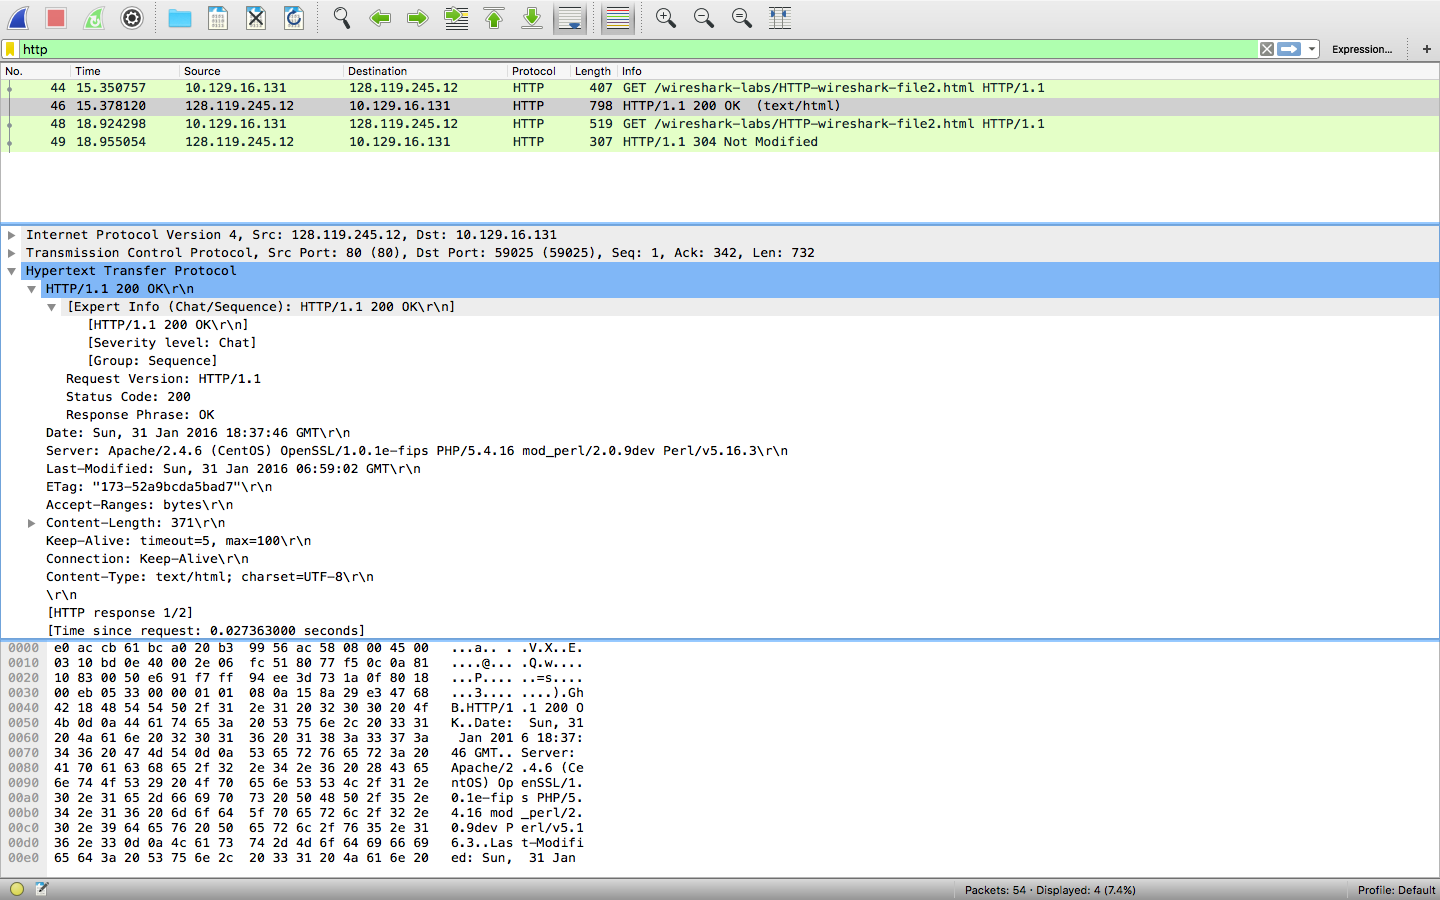 http
Expression...
+
No. Time Source Destination Protocol Length Info
44 15.350757 10.129.16.131 128.119.245.12 HTTP 407 GET /wireshark-labs/HTTP-wireshark-file2.html HTTP/1.1
46 15.378120 128.119.245.12 10.129.16.131 HTTP 798 HTTP/1.1 200 OK (text/html)
48 18.924298 10.129.16.131 128.119.245.12 HTTP 519 GET /wireshark-labs/HTTP-wireshark-file2.html HTTP/1.1
49 18.955054 128.119.245.12 10.129.16.131 HTTP 307 HTTP/1.1 304 Not Modified
Internet Protocol Version 4, Src: 128.119.245.12, Dst: 10.129.16.131
Transmission Control Protocol, Src Port: 80 (80), Dst Port: 59025 (59025), Seq: 1, Ack: 342, Len: 732
Hypertext Transfer Protocol
HTTP/1.1 200 OK\r\n
[Expert Info (Chat/Sequence): HTTP/1.1 200 OK\r\n]
[HTTP/1.1 200 OK\r\n]
[Severity level: Chat]
[Group: Sequence]
Request Version: HTTP/1.1
Status Code: 200
Response Phrase: OK
Date: Sun, 31 Jan 2016 18:37:46 GMT\r\n
Server: Apache/2.4.6 (CentOS) OpenSSL/1.0.1e-fips PHP/5.4.16 mod_perl/2.0.9dev Perl/v5.16.3\r\n
Last-Modified: Sun, 31 Jan 2016 06:59:02 GMT\r\n
ETag: "173-52a9bcda5bad7"\r\n
Accept-Ranges: bytes\r\n
Content-Length: 371\r\n
Keep-Alive: timeout=5, max=100\r\n
Connection: Keep-Alive\r\n
Content-Type: text/html; charset=UTF-8\r\n
\r\n
[HTTP response 1/2]
[Time since request: 0.027363000 seconds]
0000 e0 ac cb 61 bc a0 20 b3 99 56 ac 58 08 00 45 00 ...a.. . .V.X..E.
0010 03 10 bd 0e 40 00 2e 06 fc 51 80 77 f5 0c 0a 81 ....@... .Q.w....
0020 10 83 00 50 e6 91 f7 ff 94 ee 3d 73 1a 0f 80 18 ...P.... ..=s....
0030 00 eb 05 33 00 00 01 01 08 0a 15 8a 29 e3 47 68 ...3.... ....).Gh
0040 42 18 48 54 54 50 2f 31 2e 31 20 32 30 30 20 4f B.HTTP/1 .1 200 O
0050 4b 0d 0a 44 61 74 65 3a 20 53 75 6e 2c 20 33 31 K..Date: Sun, 31
0060 20 4a 61 6e 20 32 30 31 36 20 31 38 3a 33 37 3a Jan 201 6 18:37:
0070 34 36 20 47 4d 54 0d 0a 53 65 72 76 65 72 3a 20 46 GMT.. Server:
0080 41 70 61 63 68 65 2f 32 2e 34 2e 36 20 28 43 65 Apache/2 .4.6 (Ce
0090 6e 74 4f 53 29 20 4f 70 65 6e 53 53 4c 2f 31 2e ntOS) Op enSSL/1.
00a0 30 2e 31 65 2d 66 69 70 73 20 50 48 50 2f 35 2e 0.1e-fip s PHP/5.
00b0 34 2e 31 36 20 6d 6f 64 5f 70 65 72 6c 2f 32 2e 4.16 mod _perl/2.
00c0 30 2e 39 64 65 76 20 50 65 72 6c 2f 76 35 2e 31 0.9dev P erl/v5.1
00d0 36 2e 33 0d 0a 4c 61 73 74 2d 4d 6f 64 69 66 69 6.3..Las t-Modifi
00e0 65 64 3a 20 53 75 6e 2c 20 33 31 20 4a 61 6e 20 ed: Sun, 31 Jan
Packets: 54 · Displayed: 4 (7.4%) Profile: Default